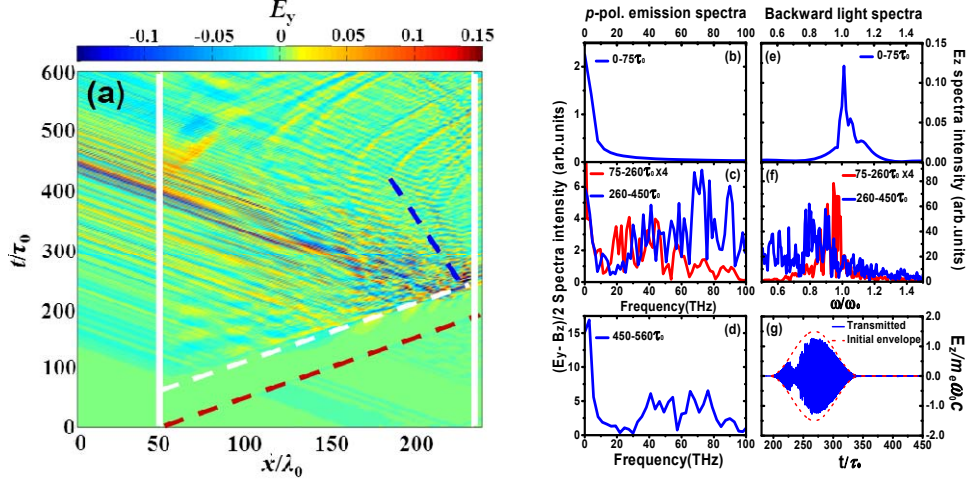 E_y
-0.1 -0.05 0 0.05 0.1 0.15
(a)
600
500
400
300
200
100
0
t/τ₀
0 50 100 150 200
x/λ₀
p-pol. emission spectra
0 20 40 60 80 100
(b)
0-75τ₀
2
1
0
(c)
75-260τ₀ X4
260-450τ₀
6
4
2
0
0 20 40 60 80 100
Frequency(THz)
(d)
450-560τ₀
15
10
5
0
0 20 40 60 80 100
Frequency(THz)
(Ey- Bz)/2 Spectra intensity (arb.units)
Backward light spectra
0.6 0.8 1.0 1.2 1.4
(e)
0-75τ₀
0.15
0.10
0.05
0.00
(f)
75-260τ₀ X4
260-450τ₀
80
60
40
20
0
0.6 0.8 1.0 1.2 1.4
ω/ω₀
Ez spectra intensity (arb.units)
(g)
Transmitted
Initial envelope
2.0
1.0
0.0
-1.0
-2.0
200 250 300 350 400 450
t/τ₀
E_z/m_eω₀c